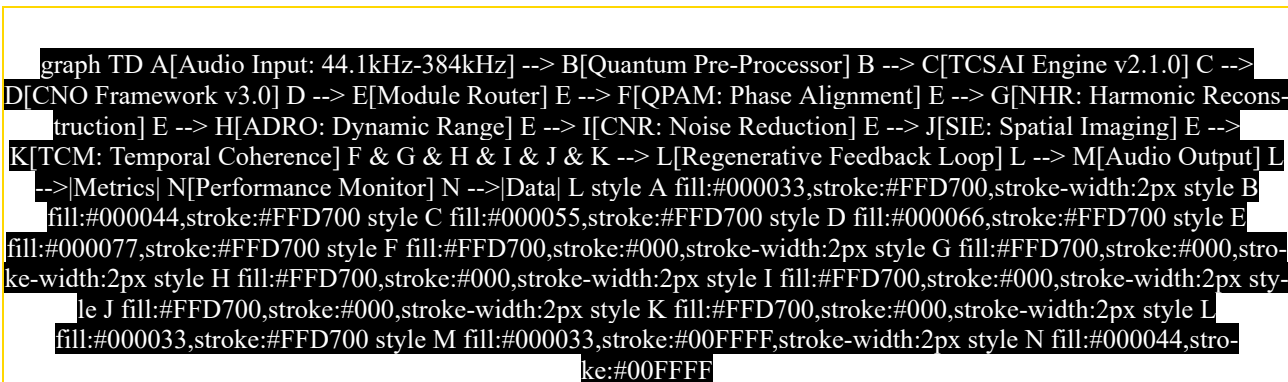 graph TD A[Audio Input: 44.1kHz-384kHz] --> B[Quantum Pre-Processor] B --> C[TCSAI Engine v2.1.0] C -->
D[CNO Framework v3.0] D --> E[Module Router] E --> F[QPAM: Phase Alignment] E --> G[NHR: Harmonic Recons-
truction] E --> H[ADRO: Dynamic Range] E --> I[CNR: Noise Reduction] E --> J[SIE: Spatial Imaging] E -->
K[TCM: Temporal Coherence] F & G & H & I & J & K --> L[Regenerative Feedback Loop] L --> M[Audio Output] L
-->|Metrics| N[Performance Monitor] N -->|Data| L style A fill:#000033,stroke:#FFD700,stroke-width:2px style B
fill:#000044,stroke:#FFD700 style C fill:#000055,stroke:#FFD700 style D fill:#000066,stroke:#FFD700 style E
fill:#000077,stroke:#FFD700 style F fill:#FFD700,stroke:#000,stroke-width:2px style G fill:#FFD700,stroke:#000,stro-
ke-width:2px style H fill:#FFD700,stroke:#000,stroke-width:2px style I fill:#FFD700,stroke:#000,stroke-width:2px sty-
le J fill:#FFD700,stroke:#000,stroke-width:2px style K fill:#FFD700,stroke:#000,stroke-width:2px style L
fill:#000033,stroke:#FFD700 style M fill:#000033,stroke:#00FFFF,stroke-width:2px style N fill:#000044,stro-
ke:#00FFFF